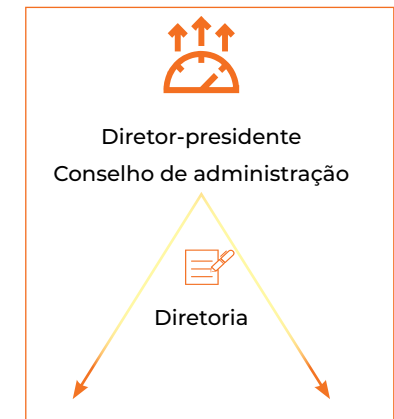 Diretor-presidente
Conselho de administração
Diretoria